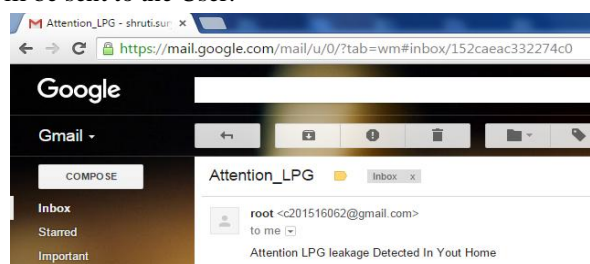 Attention_LPG - shruti.sur
https://mail.google.com/mail/u/0/?tab=wm#inbox/152caeac332274c0
Google
Gmail
COMPOSE
Attention_LPG Inbox x
Inbox
root <c201516062@gmail.com>
Starred
to me
Important
Attention LPG leakage Detected In Yout Home